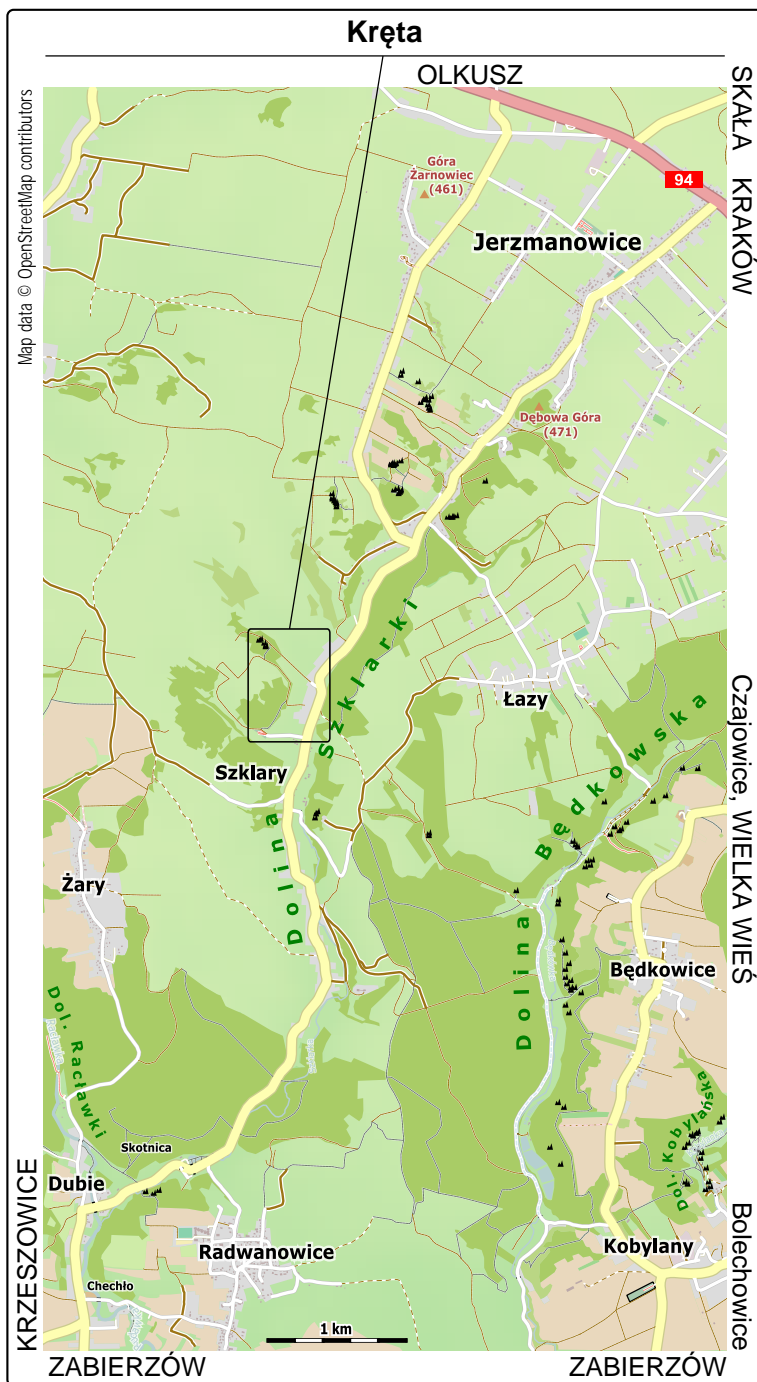 Kręta
OLKUSZ
SKAŁA KRAKÓW
Map data © OpenStreetMap contributors
Góra
Żarnowiec
(461)
94
Jerzmanowice
Dębowa Góra
(471)
Dolina Szklarki
Łazy
Szklary
Czajowice, WIELKA WIEŚ
Dolina Będkowska
Żary
Będkowice
Dol. Racławki
Racławka
Dol. Kobylańska
Skotnica
Dubie
KRZESZOWICE
Radwanowice
Kobylany
Bolechowice
Chechło
1 km
ZABIERZÓW
ZABIERZÓW